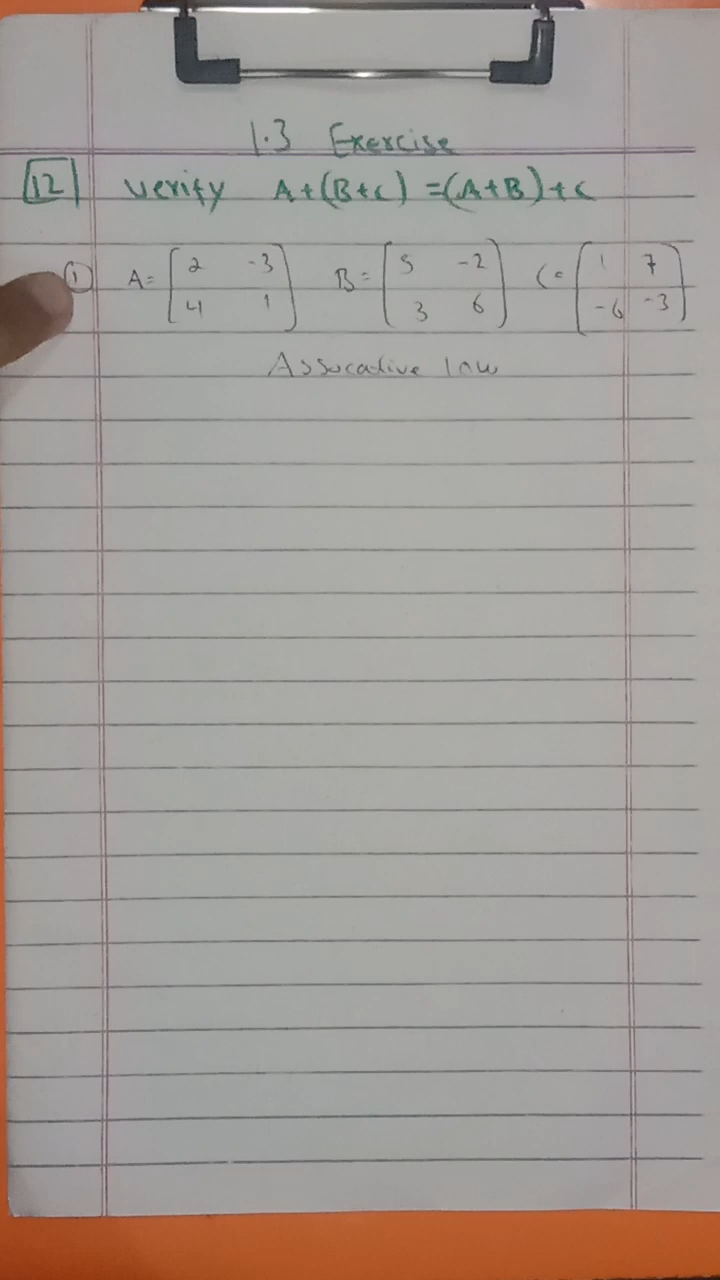 1.3 Exercise
12 verify A+(B+C) =(A+B)+C
1 A= [ 2 -3 B= [ 5 -2 C= [ 1 7
4 1 ] 3 6 ] -6 -3 ]
Assocative law